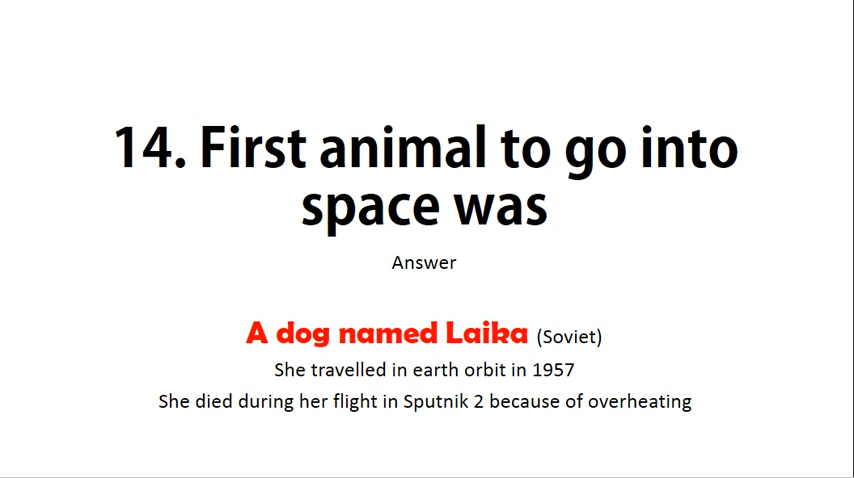 14. First animal to go into
space was
Answer
A dog named Laika (Soviet)
She travelled in earth orbit in 1957
She died during her flight in Sputnik 2 because of overheating